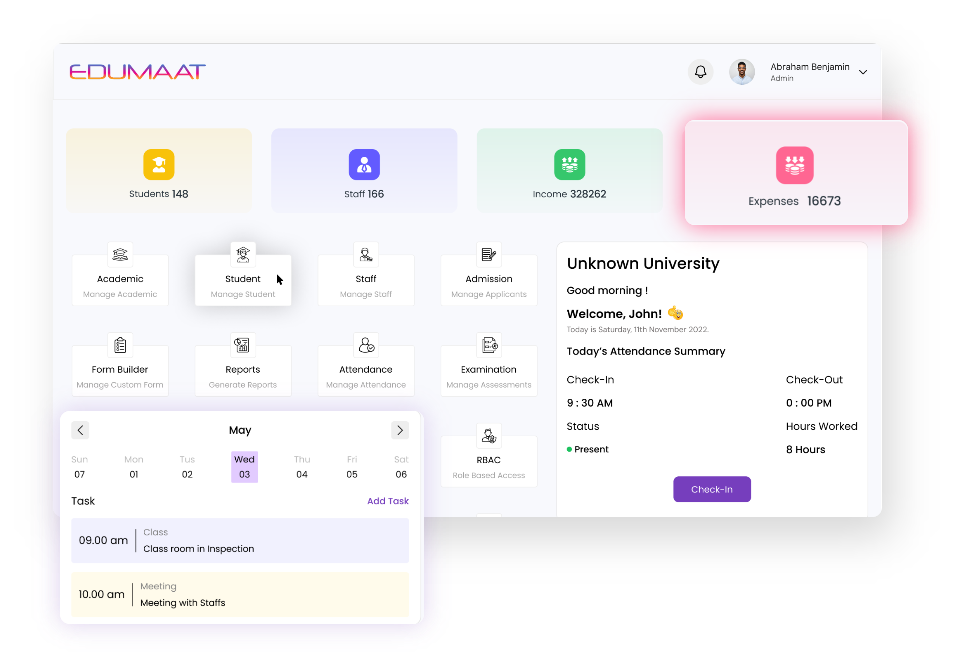 EDUMAAT
Abraham Benjamin
Admin
Students 148
Staff 166
Income 328262
Expenses 16673
Academic
Manage Academic
Student
Manage Student
Staff
Manage Staff
Admission
Manage Applicants
Form Builder
Manage Custom Form
Reports
Generate Reports
Attendance
Manage Attendance
Examination
Manage Assessments
RBAC
Role Based Access
Unknown University
Good morning !
Welcome, John!
Today is Saturday, 11th November 2022.
Today's Attendance Summary
Check-In Check-Out
9 : 30 AM 0 : 00 PM
Status Hours Worked
Present 8 Hours
Check-In
May
Sun Mon Tus Wed Thu Fri Sat
07 01 02 03 04 05 06
Task Add Task
09.00 am
Class
Class room in Inspection
10.00 am
Meeting
Meeting with Staffs